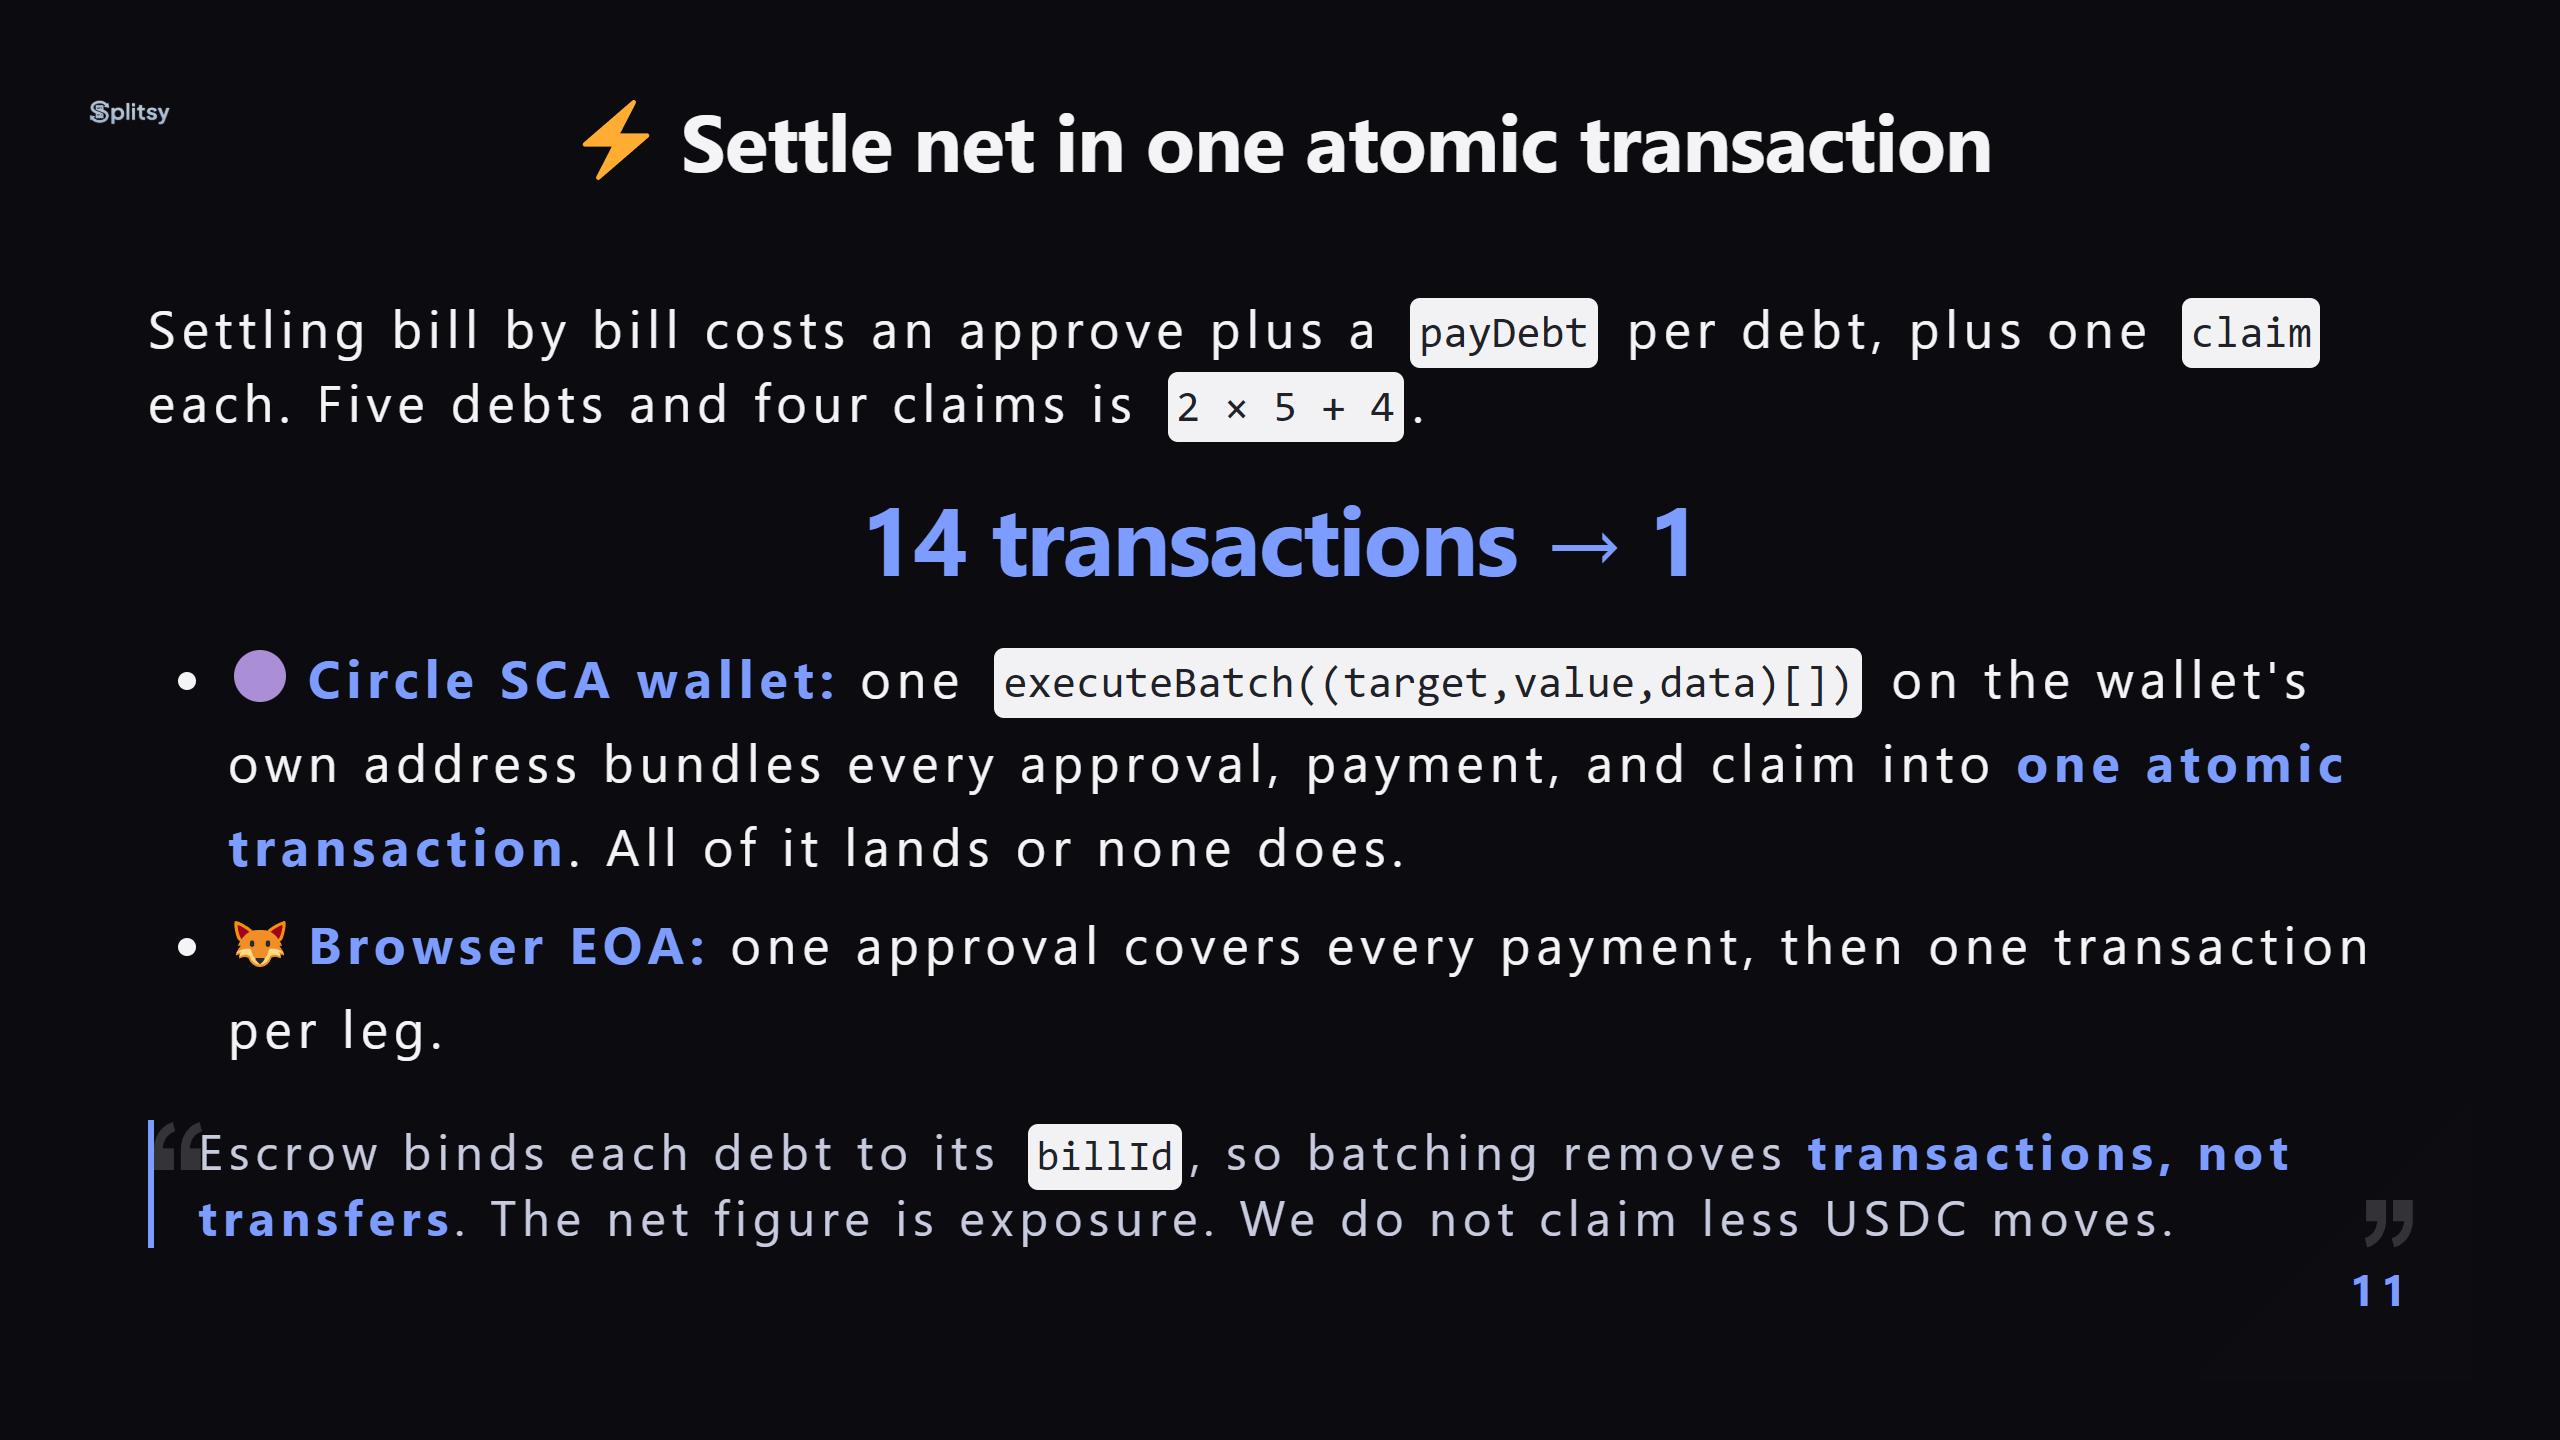 Splitsy
⚡ Settle net in one atomic transaction
Settling bill by bill costs an approve plus a payDebt per debt, plus one claim
each. Five debts and four claims is 2 × 5 + 4.
14 transactions → 1
• 🟣 Circle SCA wallet: one executeBatch((target,value,data)[]) on the wallet's
own address bundles every approval, payment, and claim into one atomic
transaction. All of it lands or none does.
• 🦊 Browser EOA: one approval covers every payment, then one transaction
per leg.
“Escrow binds each debt to its billId, so batching removes transactions, not
transfers. The net figure is exposure. We do not claim less USDC moves.”
11